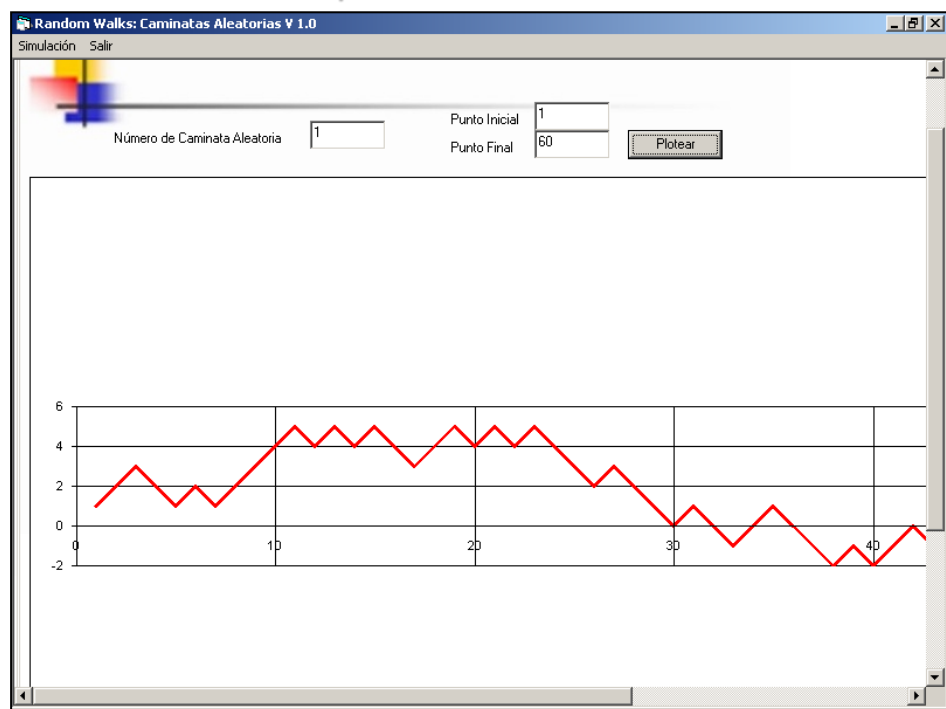 Random Walks: Caminatas Aleatorias V 1.0
Simulación Salir
Número de Caminata Aleatoria 1
Punto Inicial 1
Punto Final 60
Plotear
6
4
2
0
0 10 20 30 40
-2